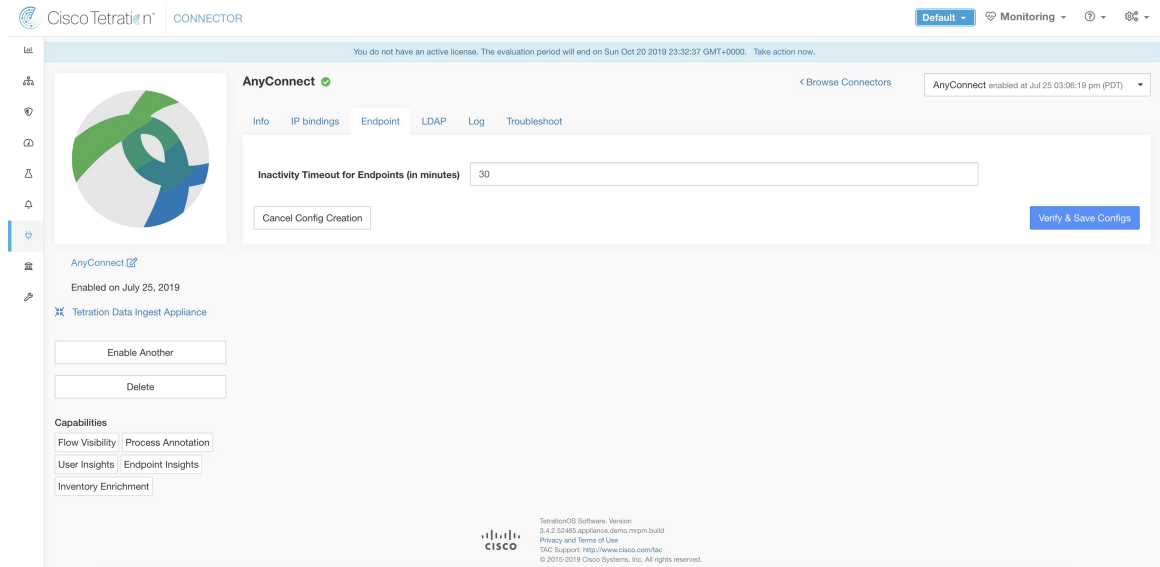 Cisco Tetration™ CONNECTOR Default Monitoring ?
You do not have an active license. The evaluation period will end on Sun Oct 20 2019 23:32:37 GMT+0000. Take action now.
AnyConnect
< Browse Connectors
AnyConnect enabled at Jul 25 03:06:19 pm (PDT)
Info IP bindings Endpoint LDAP Log Troubleshoot
Inactivity Timeout for Endpoints (in minutes) 30
Cancel Config Creation Verify & Save Configs
AnyConnect
Enabled on July 25, 2019
Tetration Data Ingest Appliance
Enable Another
Delete
Capabilities
Flow Visibility Process Annotation
User Insights Endpoint Insights
Inventory Enrichment
CISCO
TetrationOS Software, Version
3.4.2.52465.appliance.demo.mrpm.build
Privacy and Terms of Use
TAC Support: http://www.cisco.com/tac
© 2015-2019 Cisco Systems, Inc. All rights reserved.